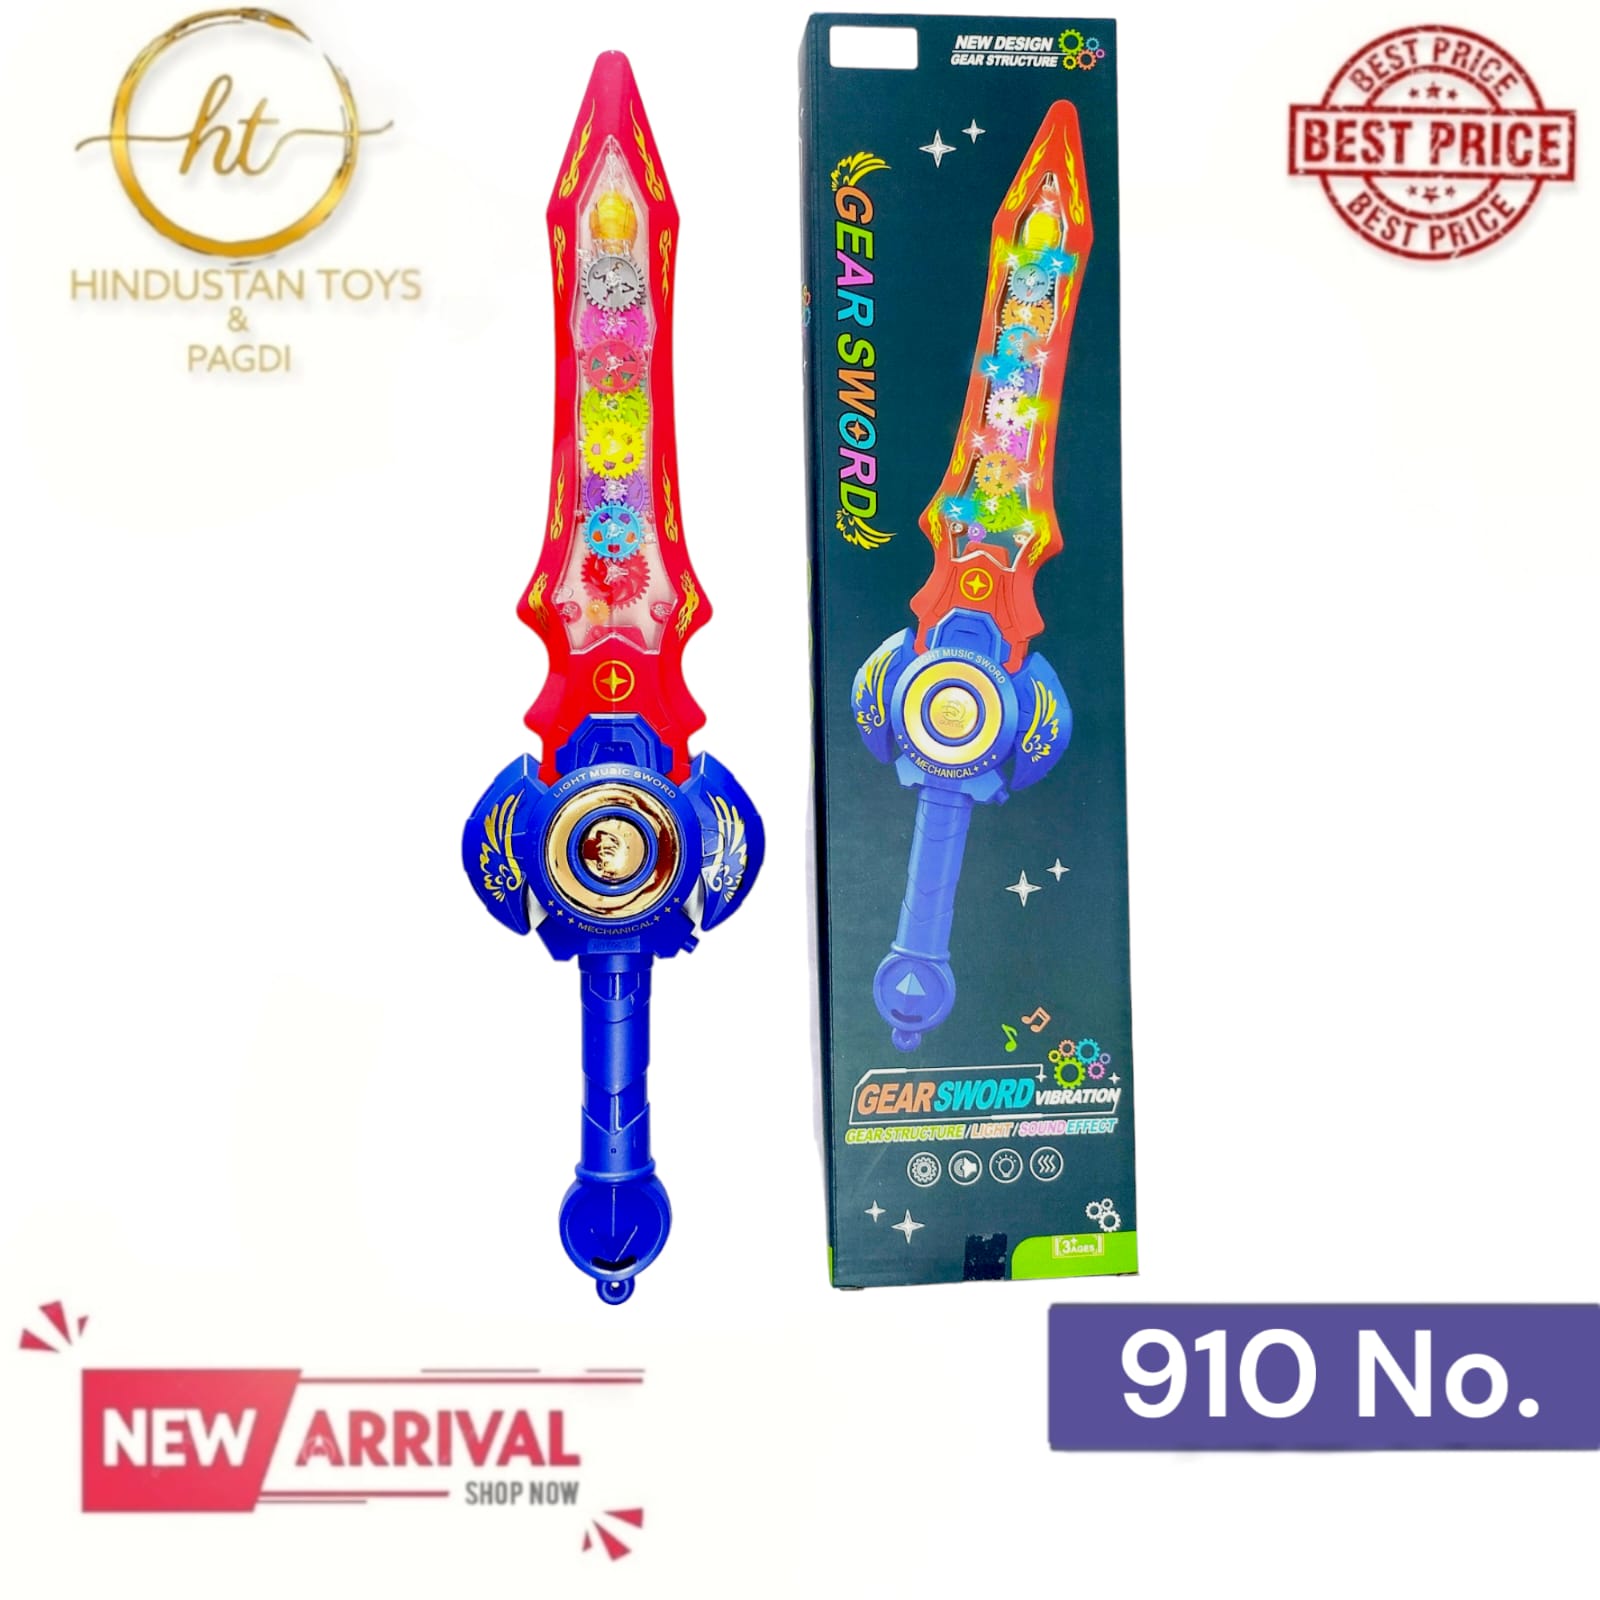 ht
HINDUSTAN TOYS
&
PAGDI
NEW DESIGN
GEAR STRUCTURE
BEST PRICE
BEST PRICE
BEST PRICE
GEAR SWORD
LIGHT MUSIC SWORD
MECHANICAL
LIGHT MUSIC SWORD
MECHANICAL
GEAR SWORD VIBRATION
GEAR STRUCTURE / LIGHT / SOUND EFFECT
3+ AGES
NEW ARRIVAL
SHOP NOW
910 No.